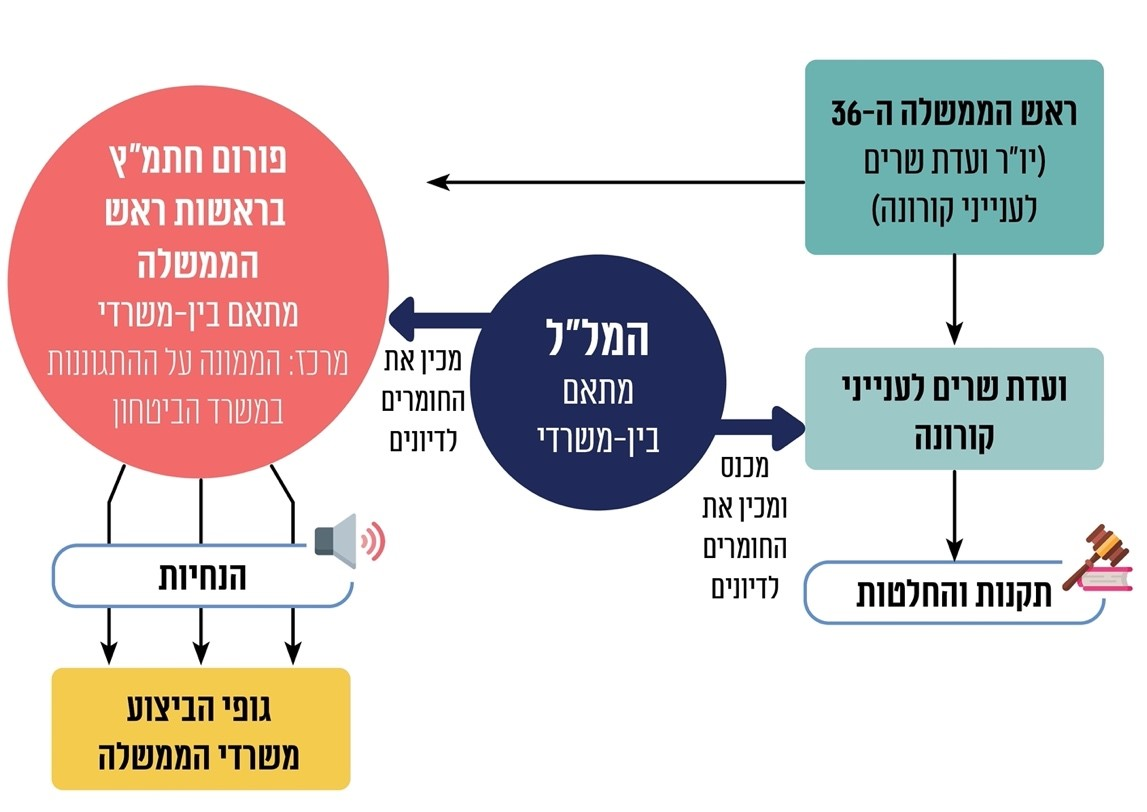 ראש הממשלה ה-36
(יו"ר ועדת שרים
לענייני קורונה)
פורום חתמ"ץ
בראשות ראש
הממשלה
מתאם בין-משרדי
מרכז: הממונה על ההתגוננות
במשרד הביטחון
המל"ל
מתאם
בין-משרדי
מכין את
החומרים
לדיונים
ועדת שרים לענייני
קורונה
מכנס
ומכין את
החומרים
לדיונים
הנחיות
תקנות והחלטות
גופי הביצוע
משרדי הממשלה